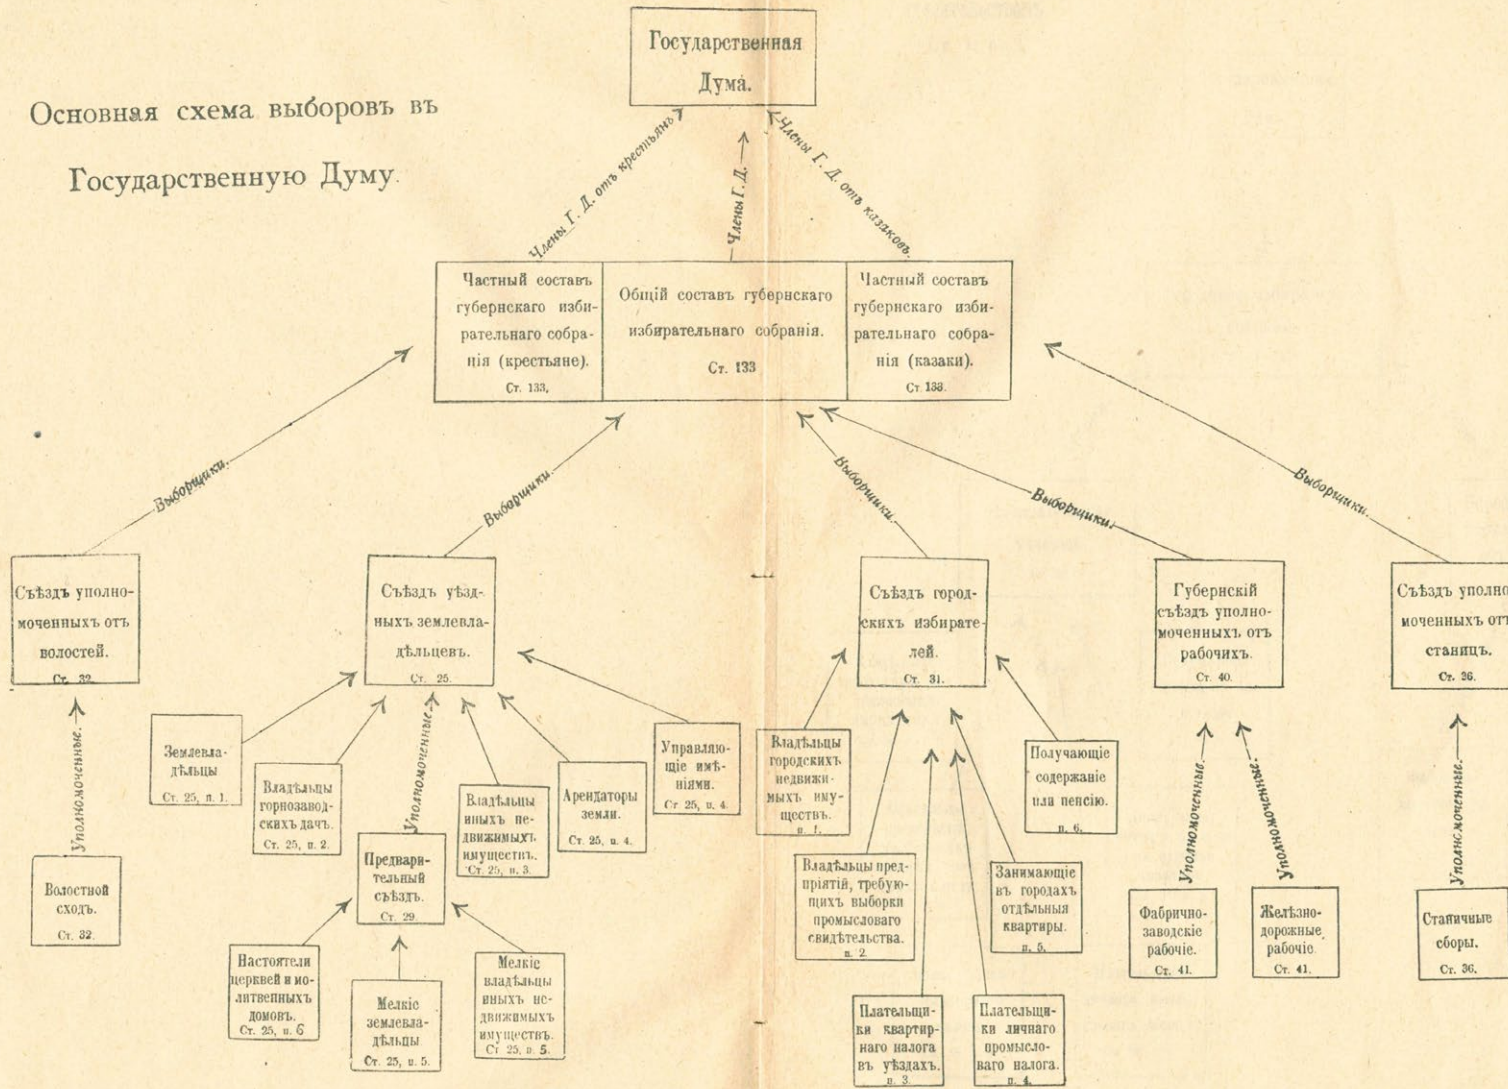 Государственная
Дума.
Основная схема выборовъ въ
Государственную Думу.
Члены Г. Д. отъ крестьянъ
Члены Г. Д.
Члены Г. Д. отъ казаковъ.
Частный составъ
губернскаго изби-
рательнаго собра-
нія (крестьяне).
Ст. 133.
Общій составъ губернскаго
избирательнаго собранія.
Ст. 133
Частный составъ
губернскаго изби-
рательнаго собра-
нія (казаки).
Ст. 133.
Выборщики.
Выборщики.
Выборщики.
Выборщики.
Выборщики.
Съѣздъ уполно-
моченныхъ отъ
волостей.
Ст. 32.
Съѣздъ уѣзд-
ныхъ землевла-
дѣльцевъ.
Ст. 25.
Съѣздъ город-
скихъ избирате-
лей.
Ст. 31.
Губернскій
съѣздъ уполно-
моченныхъ отъ
рабочихъ.
Ст. 40.
Съѣздъ уполно
моченныхъ отъ
станицъ.
Ст. 36.
Уполномоченные.
Волостной
сходъ.
Ст. 32.
Землевла-
дѣльцы
Ст. 25, п. 1.
Владѣльцы
горнозавод-
скихъ дачъ.
Ст. 25, п. 2.
Уполномоченные.
Предвари-
тельный
съѣздъ.
Ст. 29.
Владѣльцы
иныхъ не-
движимыхъ
имуществъ.
Ст. 25, п. 3.
Арендаторы
земли.
Ст. 25, п. 4.
Управляю-
щіе имѣ-
ніями.
Ст 25, п. 4.
Настоятели
церквей и мо-
литвенныхъ
домовъ.
Ст. 25, п. 6
Мелкіе
землевла-
дѣльцы
Ст. 25, п. 5.
Мелкіе
владѣльцы
иныхъ не-
движимыхъ
имуществъ.
Ст 25, п. 5.
Владѣльцы
городскихъ
недвижи-
мыхъ иму-
ществъ.
п. 1.
Владѣльцы пред-
пріятій, требую-
щихъ выборки
промысловаго
свидѣтельства.
п. 2.
Плательщи-
ки квартир-
наго налога
въ уѣздахъ.
п. 3.
Плательщи-
ки личнаго
промысло-
ваго налога.
п. 4.
Занимающіе
въ городахъ
отдѣльныя
квартиры.
п. 5.
Получающіе
содержаніе
или пенсію.
п. 6.
Уполномоченные.
Уполномоченные.
Фабрично-
заводскіе
рабочіе.
Ст. 41.
Желѣзно-
дорожные
рабочіе
Ст. 41.
Уполномоченные.
Станичные
сборы.
Ст. 36.